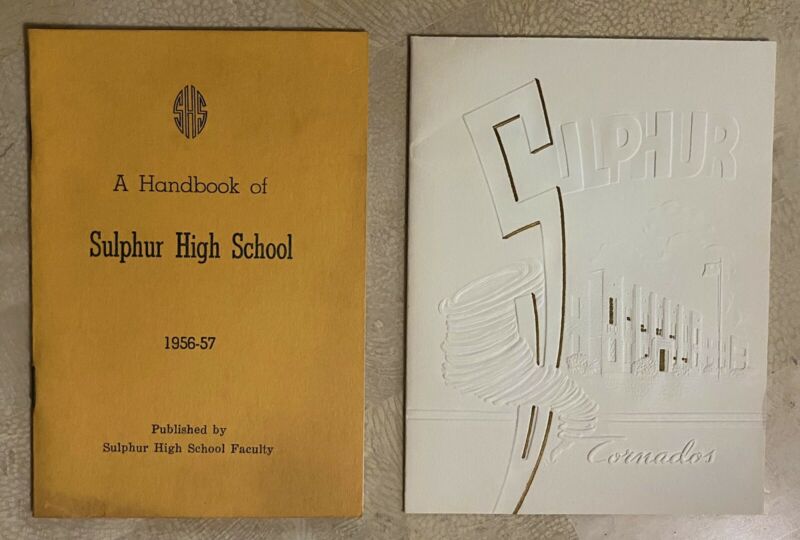 SHS
A Handbook of
Sulphur High School
1956-57
Published by
Sulphur High School Faculty
SULPHUR
Tornados